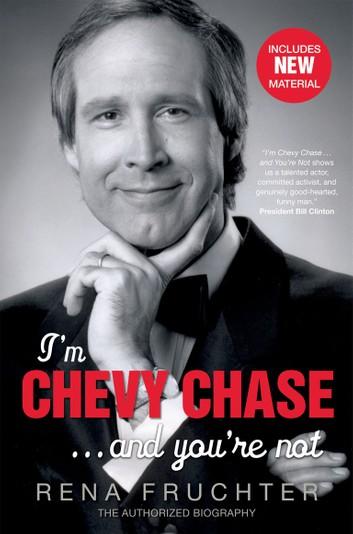 INCLUDES
NEW
MATERIAL
"I'm Chevy Chase ...
and You're Not shows
us a talented actor,
committed activist, and
genuinely good-hearted,
funny man."
President Bill Clinton
I'm
CHEVY CHASE
...and you're not
RENA FRUCHTER
THE AUTHORIZED BIOGRAPHY